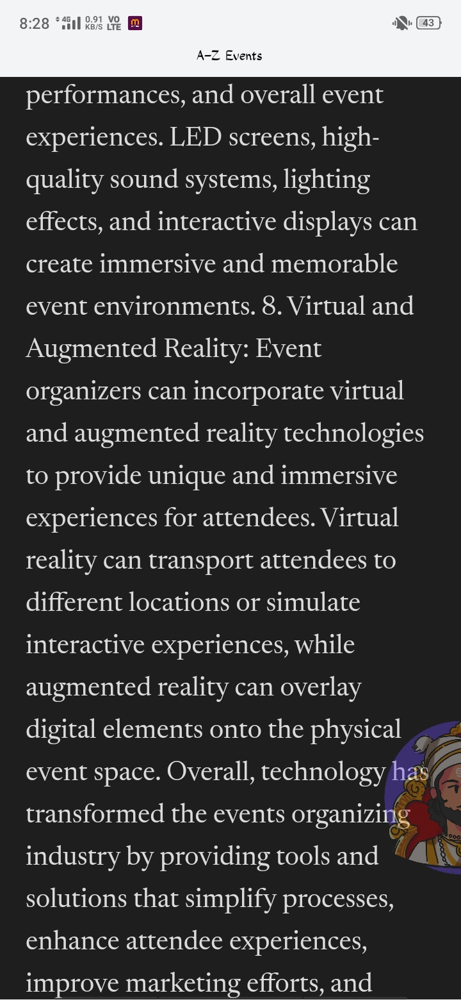 8:28 4G 0.91 KB/S VO LTE 43
A-Z Events
performances, and overall event
experiences. LED screens, high-
quality sound systems, lighting
effects, and interactive displays can
create immersive and memorable
event environments. 8. Virtual and
Augmented Reality: Event
organizers can incorporate virtual
and augmented reality technologies
to provide unique and immersive
experiences for attendees. Virtual
reality can transport attendees to
different locations or simulate
interactive experiences, while
augmented reality can overlay
digital elements onto the physical
event space. Overall, technology has
transformed the events organizing
industry by providing tools and
solutions that simplify processes,
enhance attendee experiences,
improve marketing efforts, and